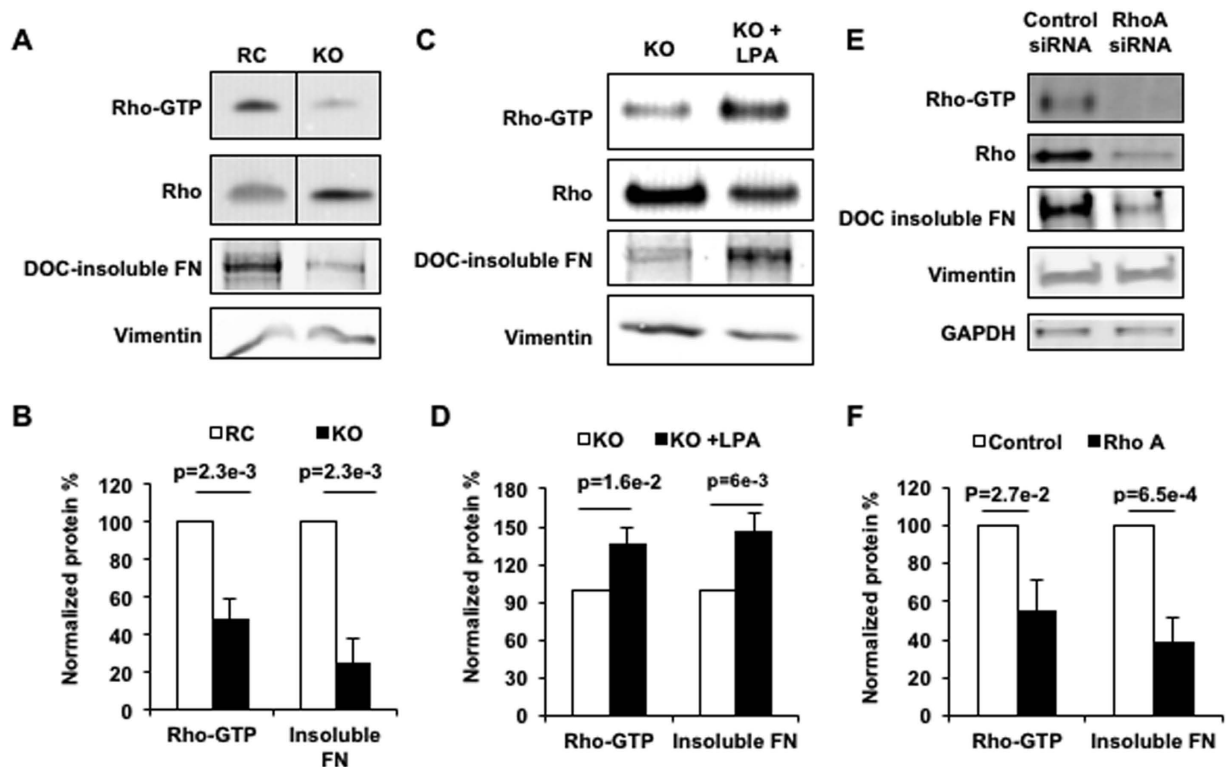 A
RC KO
Rho-GTP
Rho
DOC-insoluble FN
Vimentin
B
RC KO
p=2.3e-3 p=2.3e-3
Normalized protein %
120
100
80
60
40
20
0
Rho-GTP Insoluble
FN
C
KO KO +
LPA
Rho-GTP
Rho
DOC-insoluble FN
Vimentin
D
KO KO +LPA
p=1.6e-2 p=6e-3
Normalized protein %
180
150
120
90
60
30
0
Rho-GTP Insoluble FN
E
Control RhoA
siRNA siRNA
Rho-GTP
Rho
DOC insoluble FN
Vimentin
GAPDH
F
Control Rho A
P=2.7e-2 p=6.5e-4
Normalized protein %
120
100
80
60
40
20
0
Rho-GTP Insoluble FN